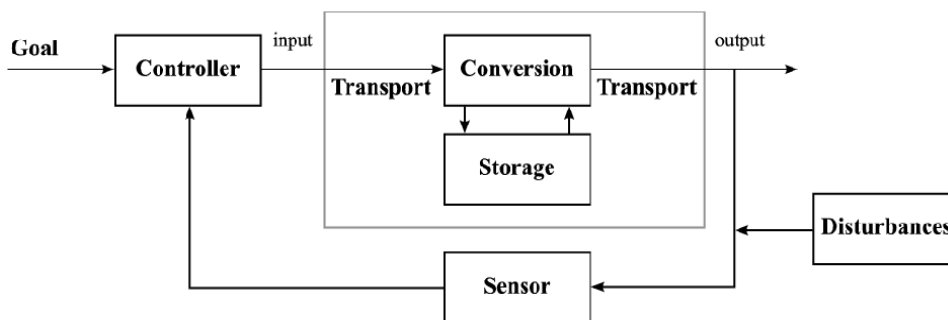 Goal
Controller
input
Transport
Conversion
Transport
output
Storage
Disturbances
Sensor